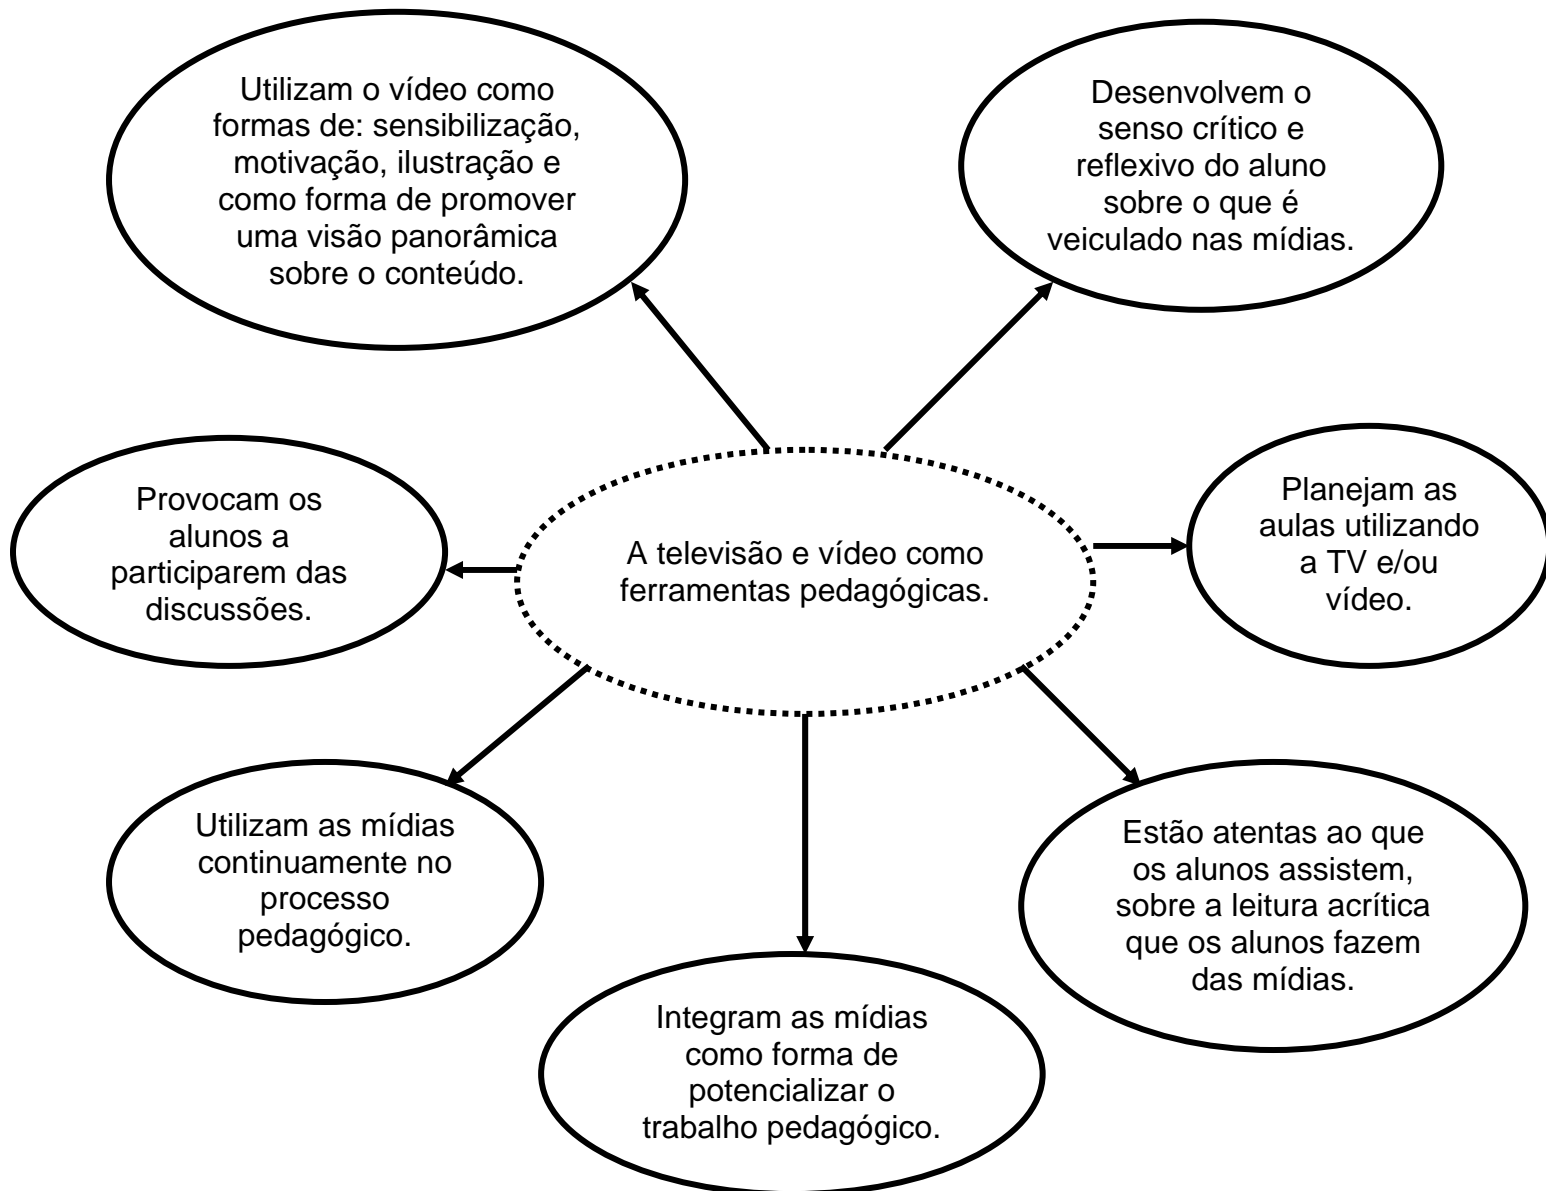 Utilizam o vídeo como
formas de: sensibilização,
motivação, ilustração e
como forma de promover
uma visão panorâmica
sobre o conteúdo.
Desenvolvem o
senso crítico e
reflexivo do aluno
sobre o que é
veiculado nas mídias.
Provocam os
alunos a
participarem das
discussões.
A televisão e vídeo como
ferramentas pedagógicas.
Planejam as
aulas utilizando
a TV e/ou
vídeo.
Utilizam as mídias
continuamente no
processo
pedagógico.
Integram as mídias
como forma de
potencializar o
trabalho pedagógico.
Estão atentas ao que
os alunos assistem,
sobre a leitura acrítica
que os alunos fazem
das mídias.